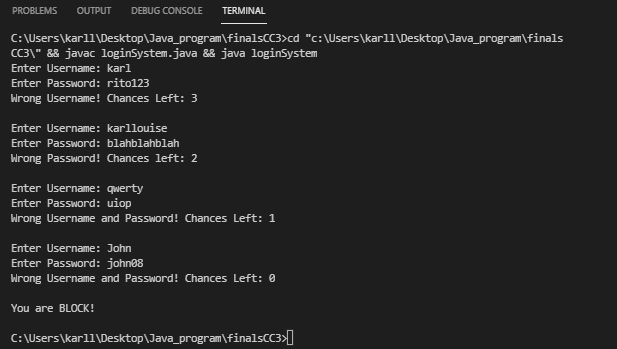 PROBLEMS OUTPUT DEBUG CONSOLE TERMINAL
C:\Users\karll\Desktop\Java_program\finalsCC3>cd "c:\Users\karll\Desktop\Java_program\finals
CC3\" && javac loginSystem.java && java loginSystem
Enter Username: karl
Enter Password: rito123
Wrong Username! Chances Left: 3
Enter Username: karllouise
Enter Password: blahblahblah
Wrong Password! Chances left: 2
Enter Username: qwerty
Enter Password: uiop
Wrong Username and Password! Chances Left: 1
Enter Username: John
Enter Password: john08
Wrong Username and Password! Chances Left: 0
You are BLOCK!
C:\Users\karll\Desktop\Java_program\finalsCC3>